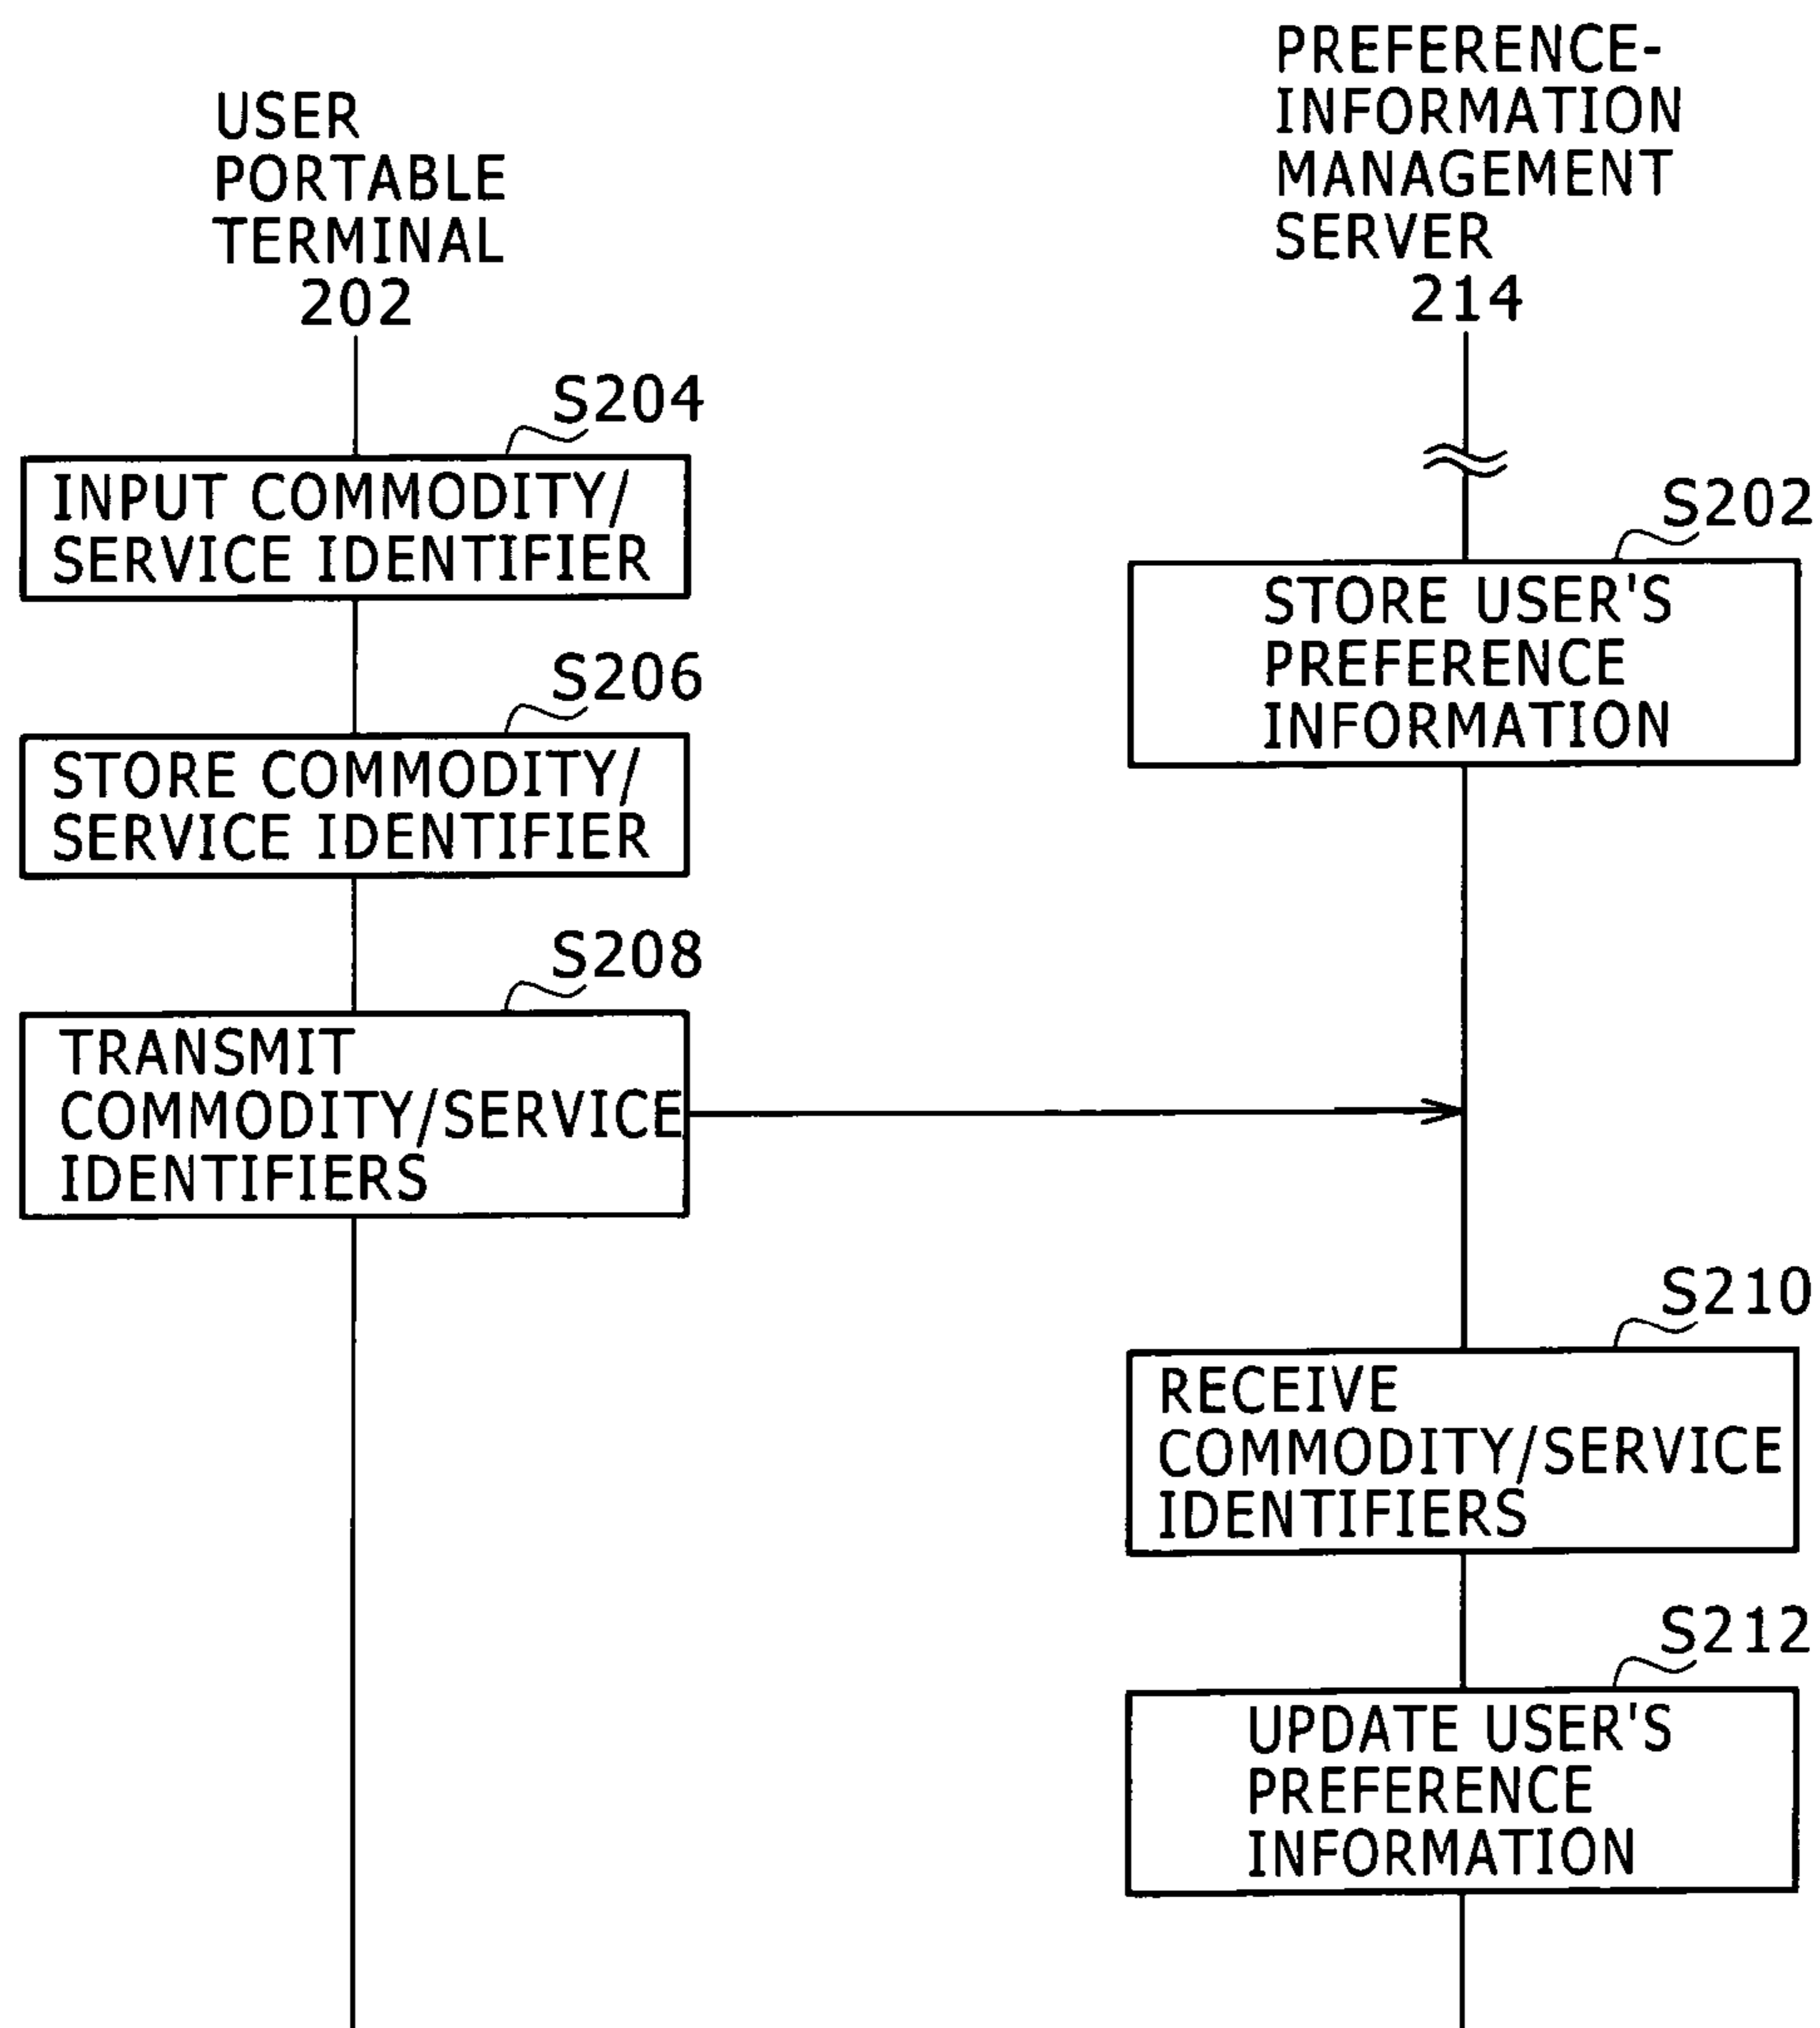 USER
PORTABLE
TERMINAL
202
PREFERENCE-
INFORMATION
MANAGEMENT
SERVER
214
S204
INPUT COMMODITY/
SERVICE IDENTIFIER
S202
STORE USER'S
PREFERENCE
INFORMATION
S206
STORE COMMODITY/
SERVICE IDENTIFIER
S208
TRANSMIT
COMMODITY/SERVICE
IDENTIFIERS
S210
RECEIVE
COMMODITY/SERVICE
IDENTIFIERS
S212
UPDATE USER'S
PREFERENCE
INFORMATION